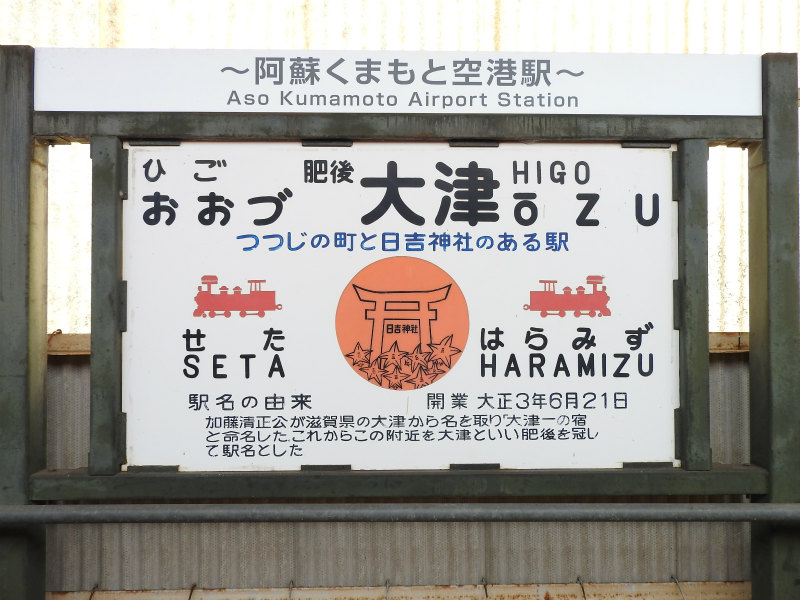 ～阿蘇くまもと空港駅～
Aso Kumamoto Airport Station
ひご 肥後 大津 HIGO
おおづ ōZU
つつじの町と日吉神社のある駅
日吉神社
せた はらみず
SETA HARAMIZU
駅名の由来 開業 大正3年6月21日
加藤清正公が滋賀県の大津から名を取り「大津一の宿
と命名した.これからこの附近を大津といい肥後を冠し
て駅名とした